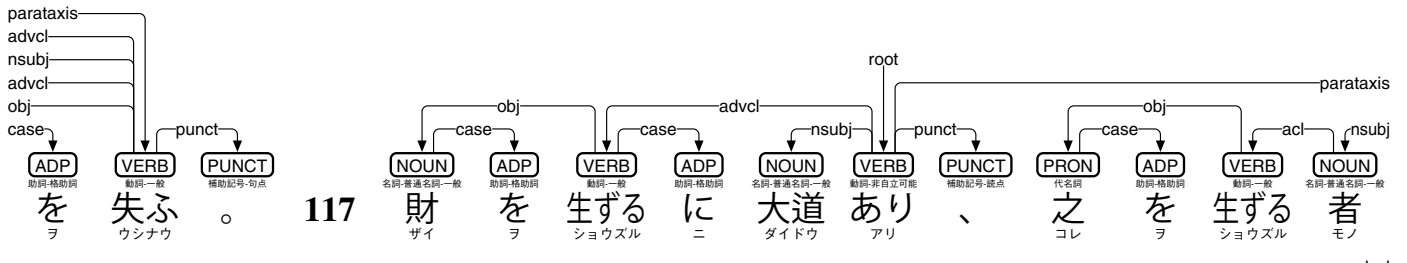 parataxis
advcl
nsubj root
advcl parataxis
obj obj advcl obj
case punct case case nsubj punct case acl nsubj
ADP VERB PUNCT NOUN ADP VERB ADP NOUN VERB PUNCT PRON ADP VERB NOUN
助詞-格助詞 動詞-一般 補助記号-句点 名詞-普通名詞-一般 助詞-格助詞 動詞-一般 助詞-格助詞 名詞-普通名詞-一般 動詞-非自立可能 補助記号-読点 代名詞 助詞-格助詞 動詞-一般 名詞-普通名詞-一般
を 失ふ 。 117 財 を 生ずる に 大道 あり 、 之 を 生ずる 者
ヲ ウシナウ ザイ ヲ ショウズル ニ ダイドウ アリ コレ ヲ ショウズル モノ